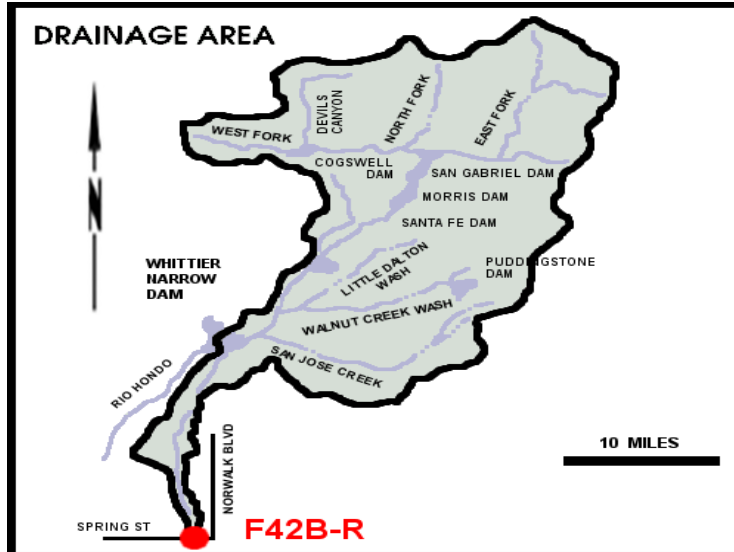 DRAINAGE AREA
N
WEST FORK
DEVILS
CANYON
NORTH FORK
EAST FORK
COGSWELL
DAM
SAN GABRIEL DAM
MORRIS DAM
SANTA FE DAM
WHITTIER
NARROW
DAM
LITTLE DALTON
WASH
PUDDINGSTONE
DAM
WALNUT CREEK WASH
SAN JOSE CREEK
RIO HONDO
10 MILES
NORWALK BLVD
SPRING ST
F42B-R